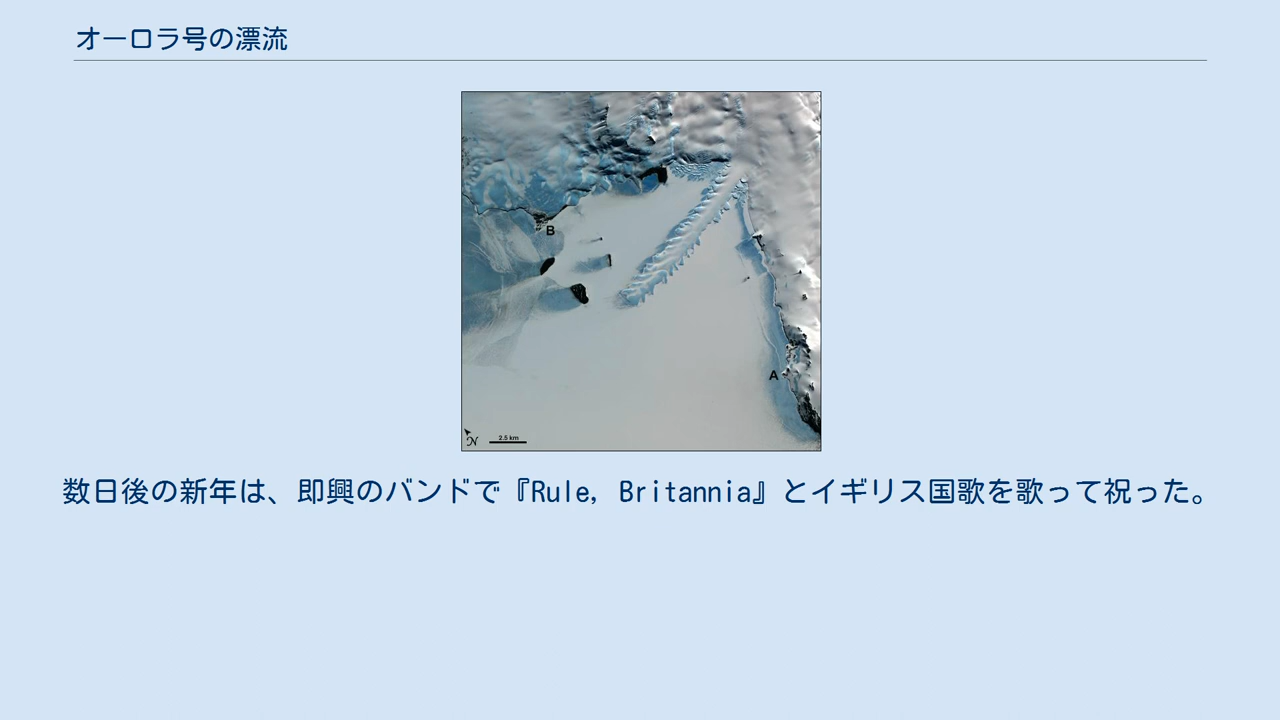 オーロラ号の漂流
B
A
N
2.5 km
数日後の新年は、即興のバンドで『Rule, Britannia』とイギリス国歌を歌って祝った。